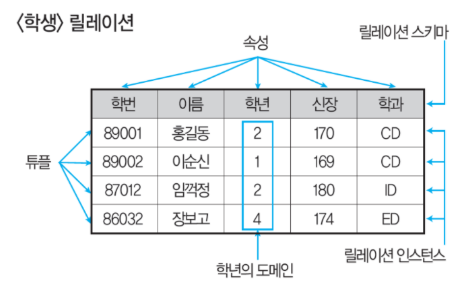 〈학생〉 릴레이션
릴레이션 스키마
속성
학번 이름 학년 신장 학과
89001 홍길동 2 170 CD
89002 이순신 1 169 CD
튜플
87012 임꺽정 2 180 ID
86032 장보고 4 174 ED
릴레이션 인스턴스
학년의 도메인